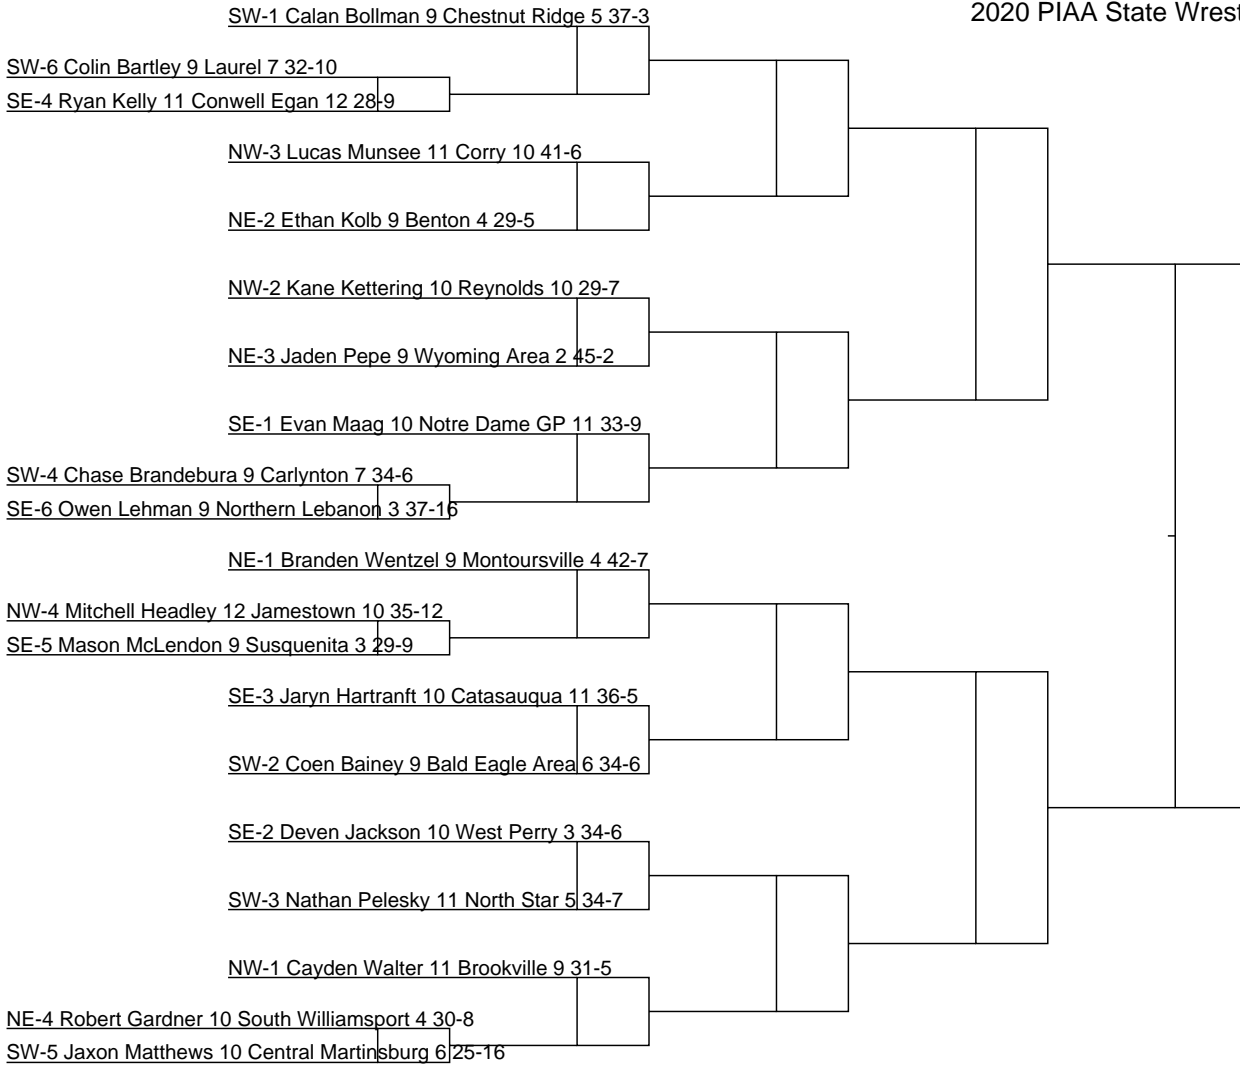 2020 PIAA State Wrest
SW-1 Calan Bollman 9 Chestnut Ridge 5 37-3
SW-6 Colin Bartley 9 Laurel 7 32-10
SE-4 Ryan Kelly 11 Conwell Egan 12 28-9
NW-3 Lucas Munsee 11 Corry 10 41-6
NE-2 Ethan Kolb 9 Benton 4 29-5
NW-2 Kane Kettering 10 Reynolds 10 29-7
NE-3 Jaden Pepe 9 Wyoming Area 2 45-2
SE-1 Evan Maag 10 Notre Dame GP 11 33-9
SW-4 Chase Brandebura 9 Carlynton 7 34-6
SE-6 Owen Lehman 9 Northern Lebanon 3 37-16
NE-1 Branden Wentzel 9 Montoursville 4 42-7
NW-4 Mitchell Headley 12 Jamestown 10 35-12
SE-5 Mason McLendon 9 Susquenita 3 29-9
SE-3 Jaryn Hartranft 10 Catasauqua 11 36-5
SW-2 Coen Bainey 9 Bald Eagle Area 6 34-6
SE-2 Deven Jackson 10 West Perry 3 34-6
SW-3 Nathan Pelesky 11 North Star 5 34-7
NW-1 Cayden Walter 11 Brookville 9 31-5
NE-4 Robert Gardner 10 South Williamsport 4 30-8
SW-5 Jaxon Matthews 10 Central Martinsburg 6 25-16